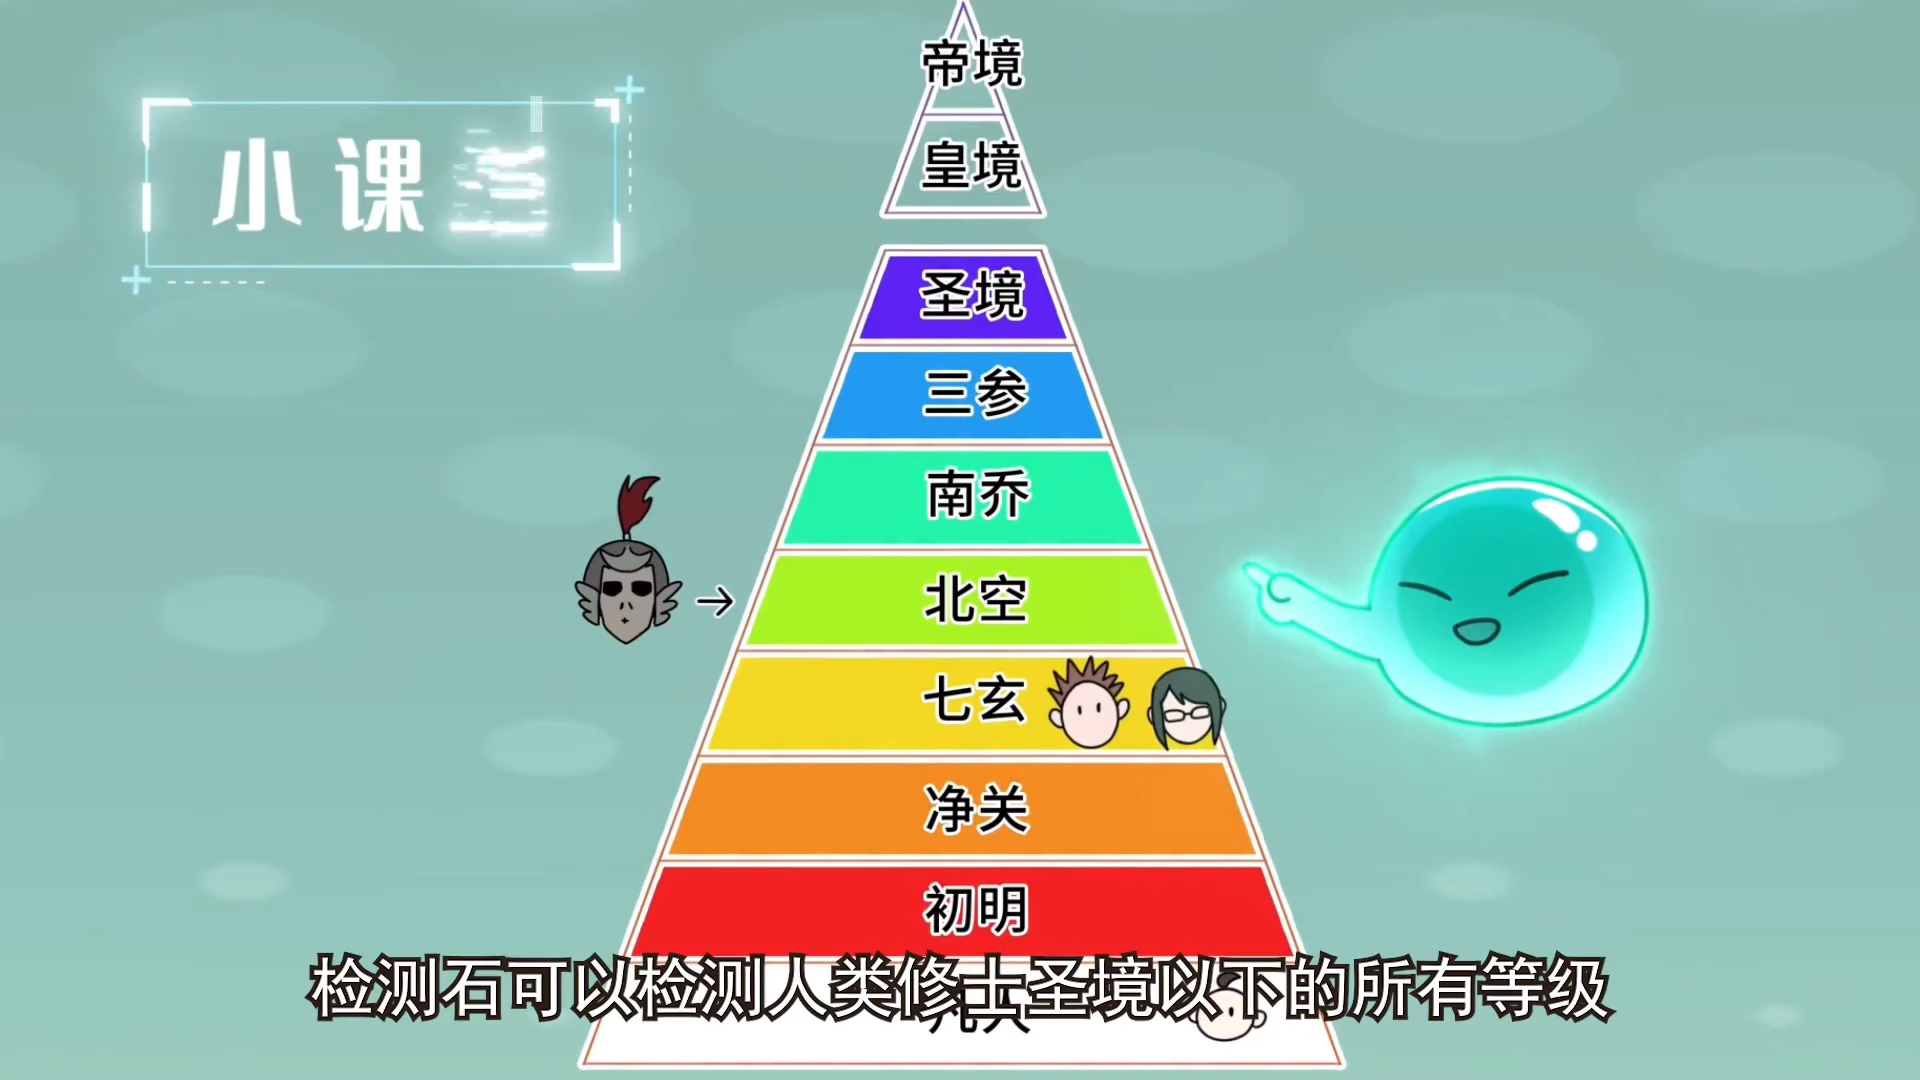 小课
帝境
皇境
圣境
三参
南乔
北空
七玄
净关
初明
凡人
检测石可以检测人类修士圣境以下的所有等级